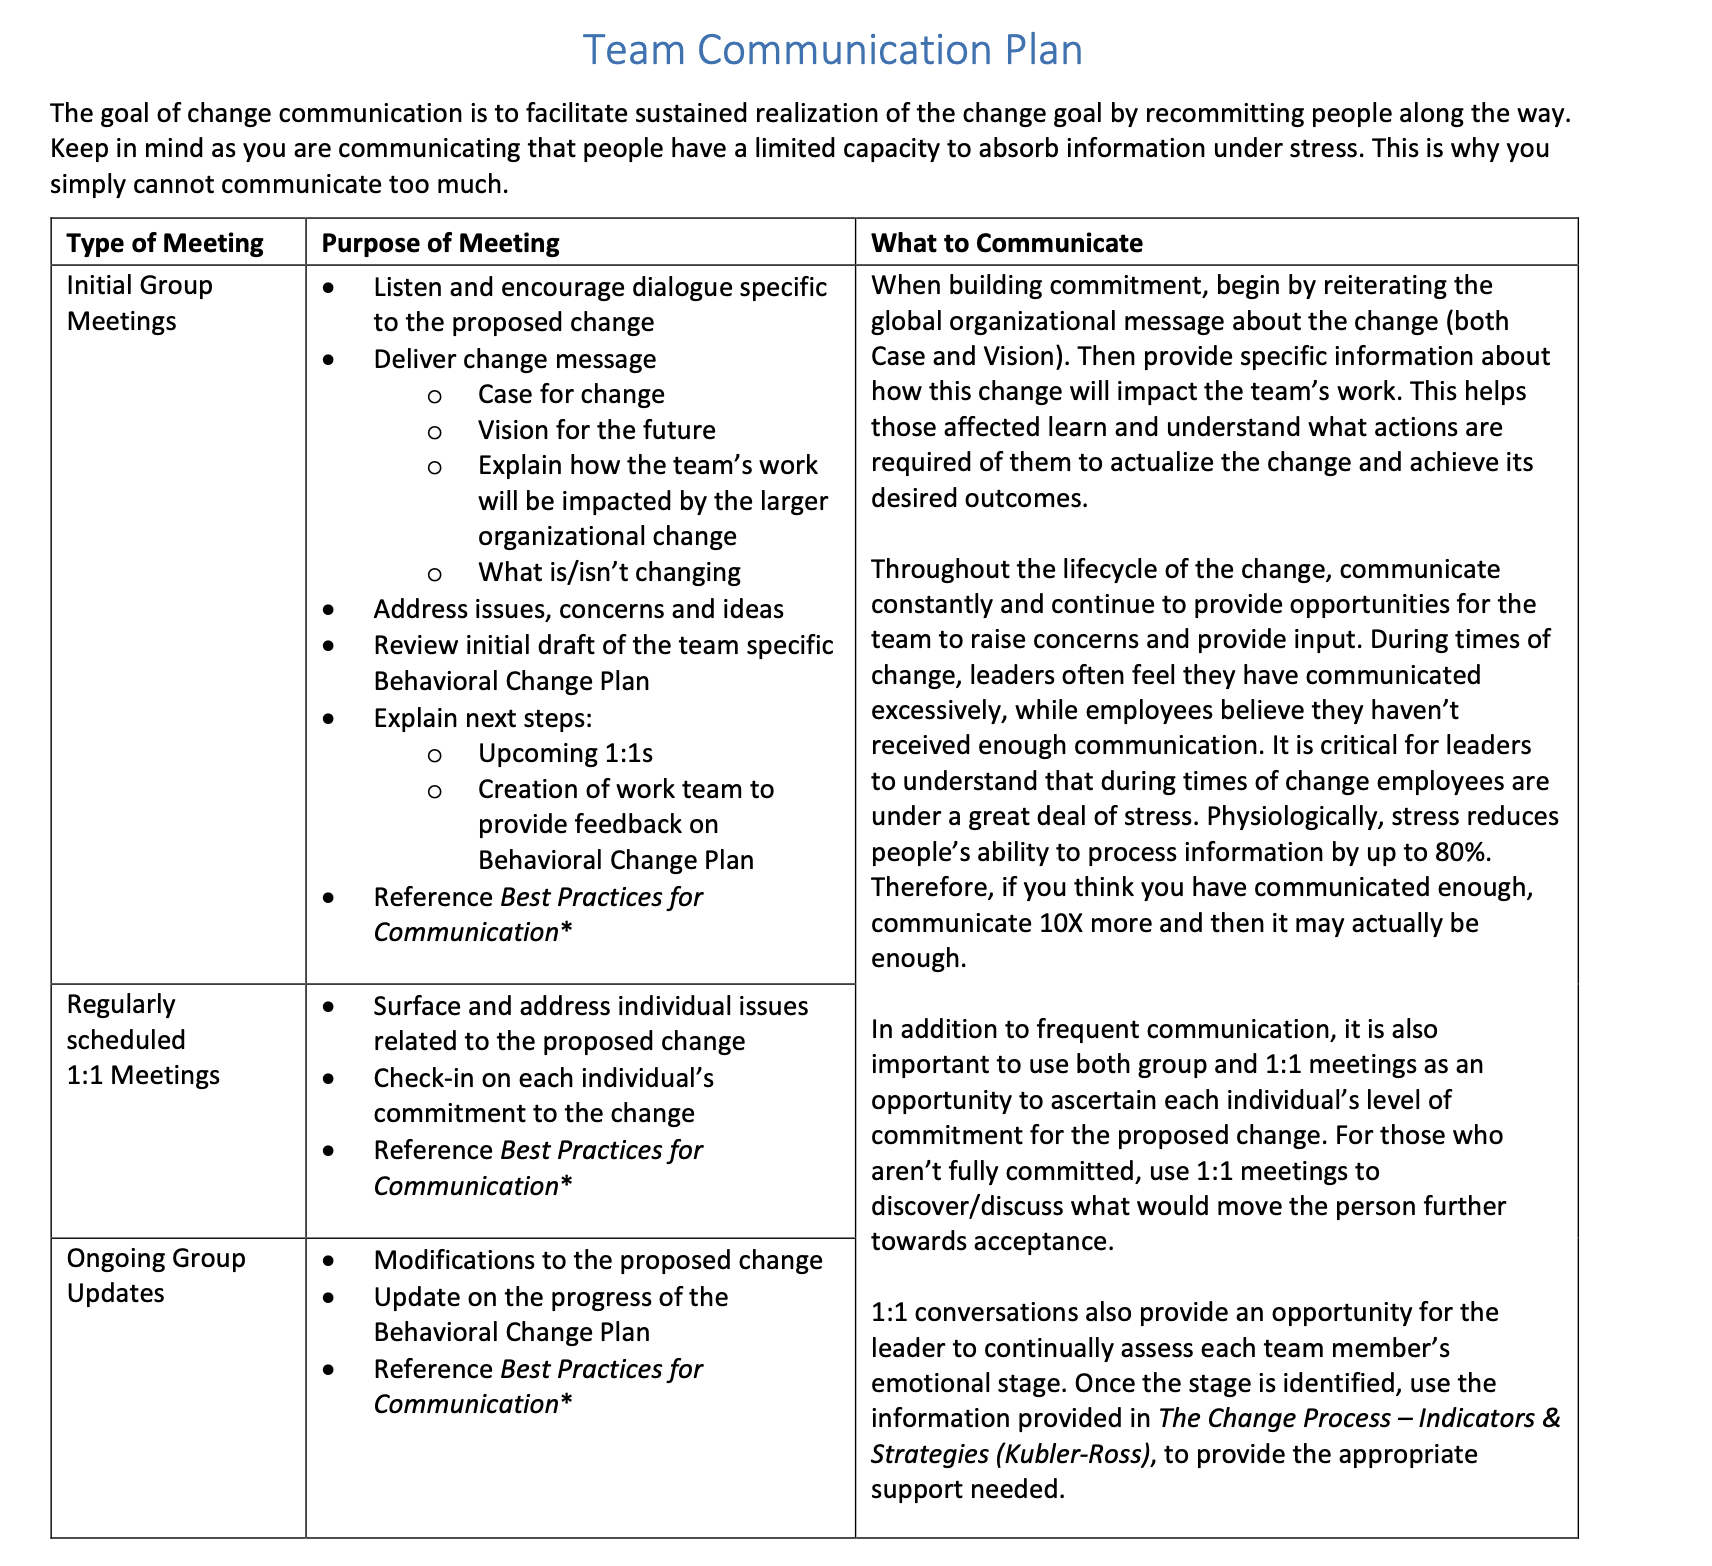 Team Communication Plan
The goal of change communication is to facilitate sustained realization of the change goal by recommitting people along the way.
Keep in mind as you are communicating that people have a limited capacity to absorb information under stress. This is why you
simply cannot communicate too much.
Type of Meeting
Purpose of Meeting
What to Communicate
Initial Group
Meetings
• Listen and encourage dialogue specific
to the proposed change
• Deliver change message
o Case for change
o Vision for the future
o Explain how the team’s work
will be impacted by the larger
organizational change
o What is/isn’t changing
• Address issues, concerns and ideas
• Review initial draft of the team specific
Behavioral Change Plan
• Explain next steps:
o Upcoming 1:1s
o Creation of work team to
provide feedback on
Behavioral Change Plan
• Reference Best Practices for
Communication*
When building commitment, begin by reiterating the
global organizational message about the change (both
Case and Vision). Then provide specific information about
how this change will impact the team’s work. This helps
those affected learn and understand what actions are
required of them to actualize the change and achieve its
desired outcomes.
Throughout the lifecycle of the change, communicate
constantly and continue to provide opportunities for the
team to raise concerns and provide input. During times of
change, leaders often feel they have communicated
excessively, while employees believe they haven’t
received enough communication. It is critical for leaders
to understand that during times of change employees are
under a great deal of stress. Physiologically, stress reduces
people’s ability to process information by up to 80%.
Therefore, if you think you have communicated enough,
communicate 10X more and then it may actually be
enough.
In addition to frequent communication, it is also
important to use both group and 1:1 meetings as an
opportunity to ascertain each individual’s level of
commitment for the proposed change. For those who
aren’t fully committed, use 1:1 meetings to
discover/discuss what would move the person further
towards acceptance.
1:1 conversations also provide an opportunity for the
leader to continually assess each team member’s
emotional stage. Once the stage is identified, use the
information provided in The Change Process – Indicators &
Strategies (Kubler-Ross), to provide the appropriate
support needed.
Regularly
scheduled
1:1 Meetings
• Surface and address individual issues
related to the proposed change
• Check-in on each individual’s
commitment to the change
• Reference Best Practices for
Communication*
Ongoing Group
Updates
• Modifications to the proposed change
• Update on the progress of the
Behavioral Change Plan
• Reference Best Practices for
Communication*